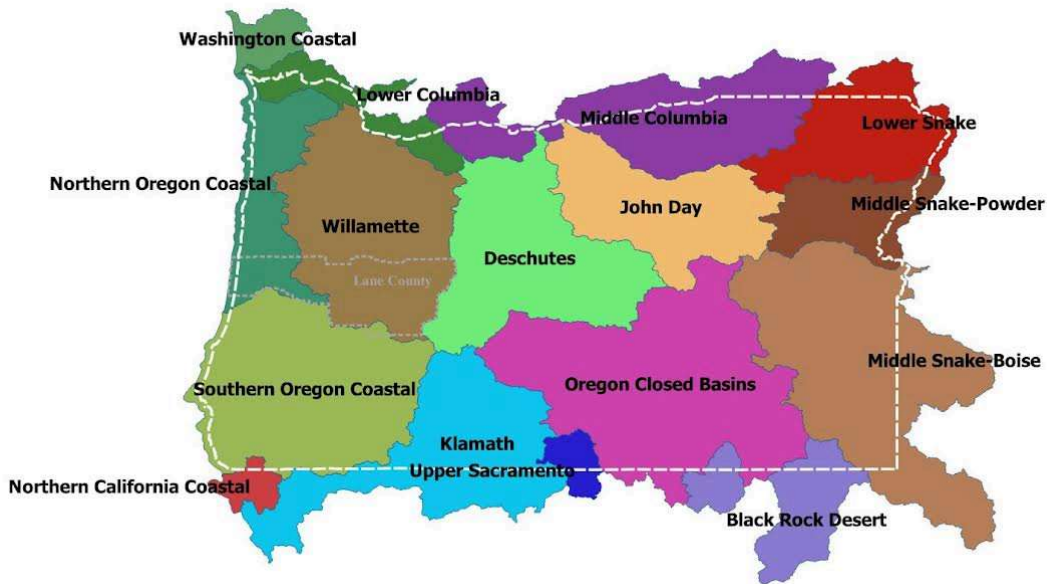 Washington Coastal
Lower Columbia
Middle Columbia
Lower Snake
Northern Oregon Coastal
Willamette
John Day
Middle Snake-Powder
Deschutes
Lane County
Middle Snake-Boise
Southern Oregon Coastal
Oregon Closed Basins
Klamath
Upper Sacramento
Northern California Coastal
Black Rock Desert